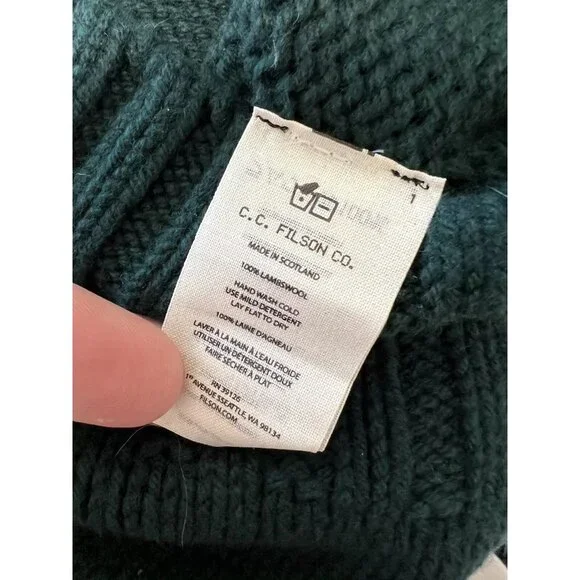 1
C.C. FILSON CO.
MADE IN SCOTLAND
100% LAMBSWOOL
HAND WASH COLD
USE MILD DETERGENT
LAY FLAT TO DRY
100% LAINE D'AGNEAU
LAVER À LA MAIN À L'EAU FROIDE
UTILISER UN DÉTERGENT DOUX
FAIRE SÉCHER À PLAT
RN 39126
1ST AVENUE SSEATTLE, WA 98134
FILSON.COM